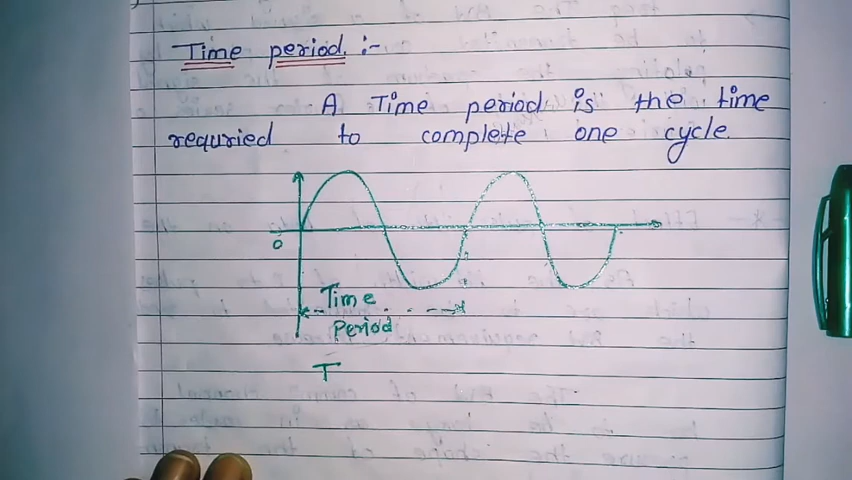 Time period :-
A Time period is the time
requried to complete one cycle.
0
Time
Period
T